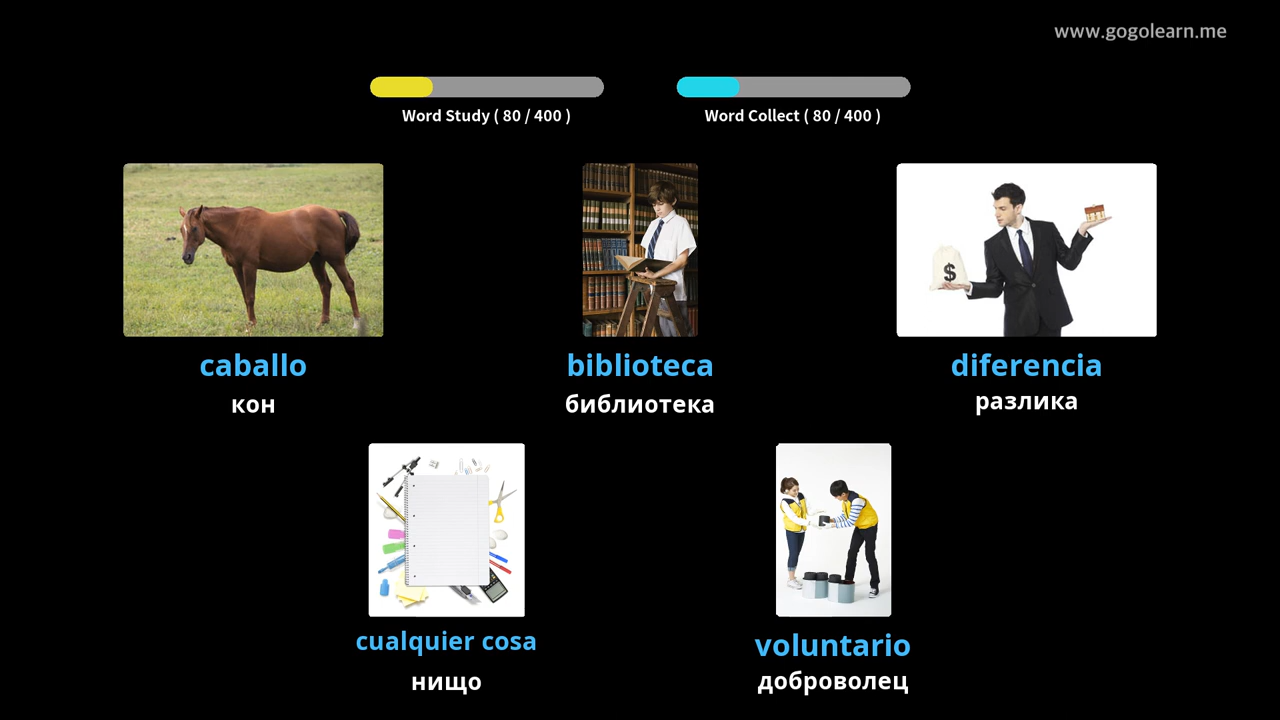 www.gogolearn.me
Word Study ( 80 / 400 )
Word Collect ( 80 / 400 )
caballo
кон
biblioteca
библиотека
diferencia
разлика
$
cualquier cosa
нищо
voluntario
доброволец